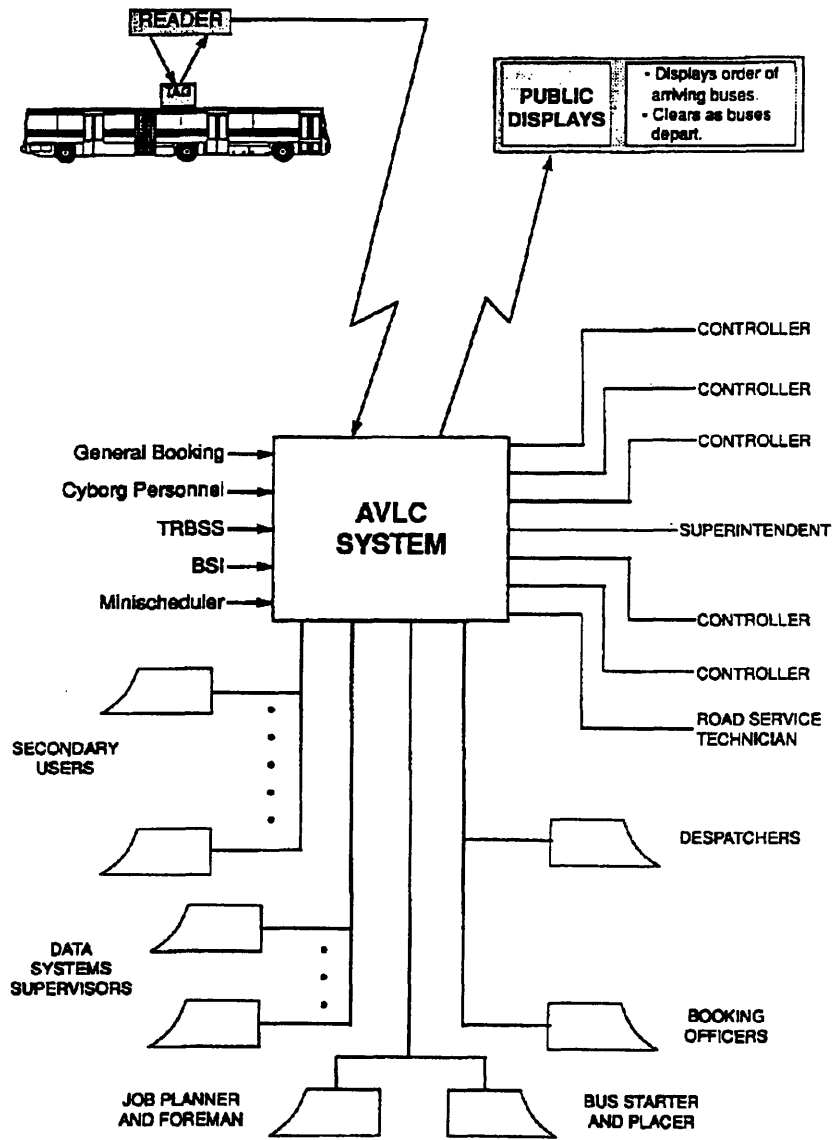 READER
TAG
PUBLIC
DISPLAYS
• Displays order of
arriving buses.
• Clears as buses
depart.
CONTROLLER
CONTROLLER
CONTROLLER
General Booking
Cyborg Personnel
TRBSS
BSI
Minischeduler
AVLC
SYSTEM
SUPERINTENDENT
CONTROLLER
CONTROLLER
ROAD SERVICE
TECHNICIAN
SECONDARY
USERS
DESPATCHERS
DATA
SYSTEMS
SUPERVISORS
BOOKING
OFFICERS
JOB PLANNER
AND FOREMAN
BUS STARTER
AND PLACER